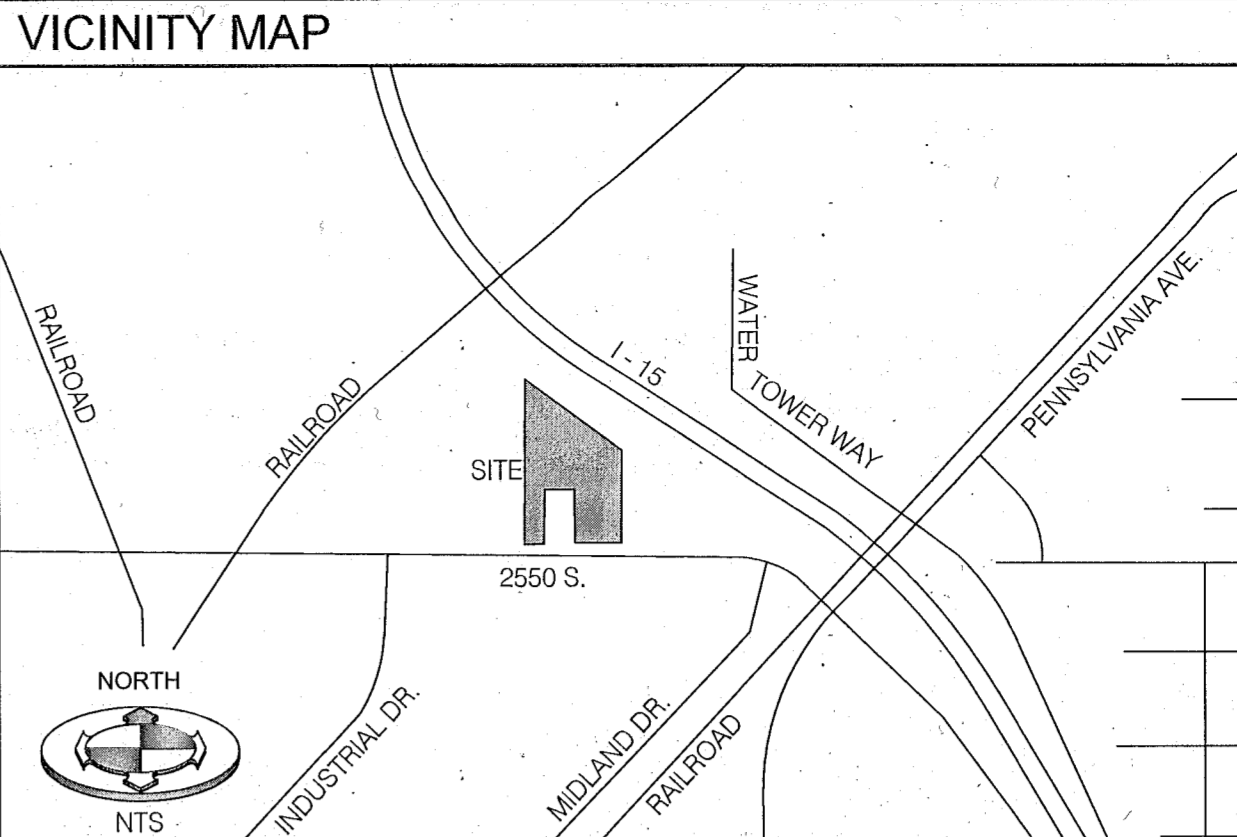 VICINITY MAP
RAILROAD
RAILROAD
I - 15
WATER
TOWER WAY
PENNSYLVANIA AVE.
SITE
2550 S.
NORTH
NTS
INDUSTRIAL DR.
MIDLAND DR.
RAILROAD